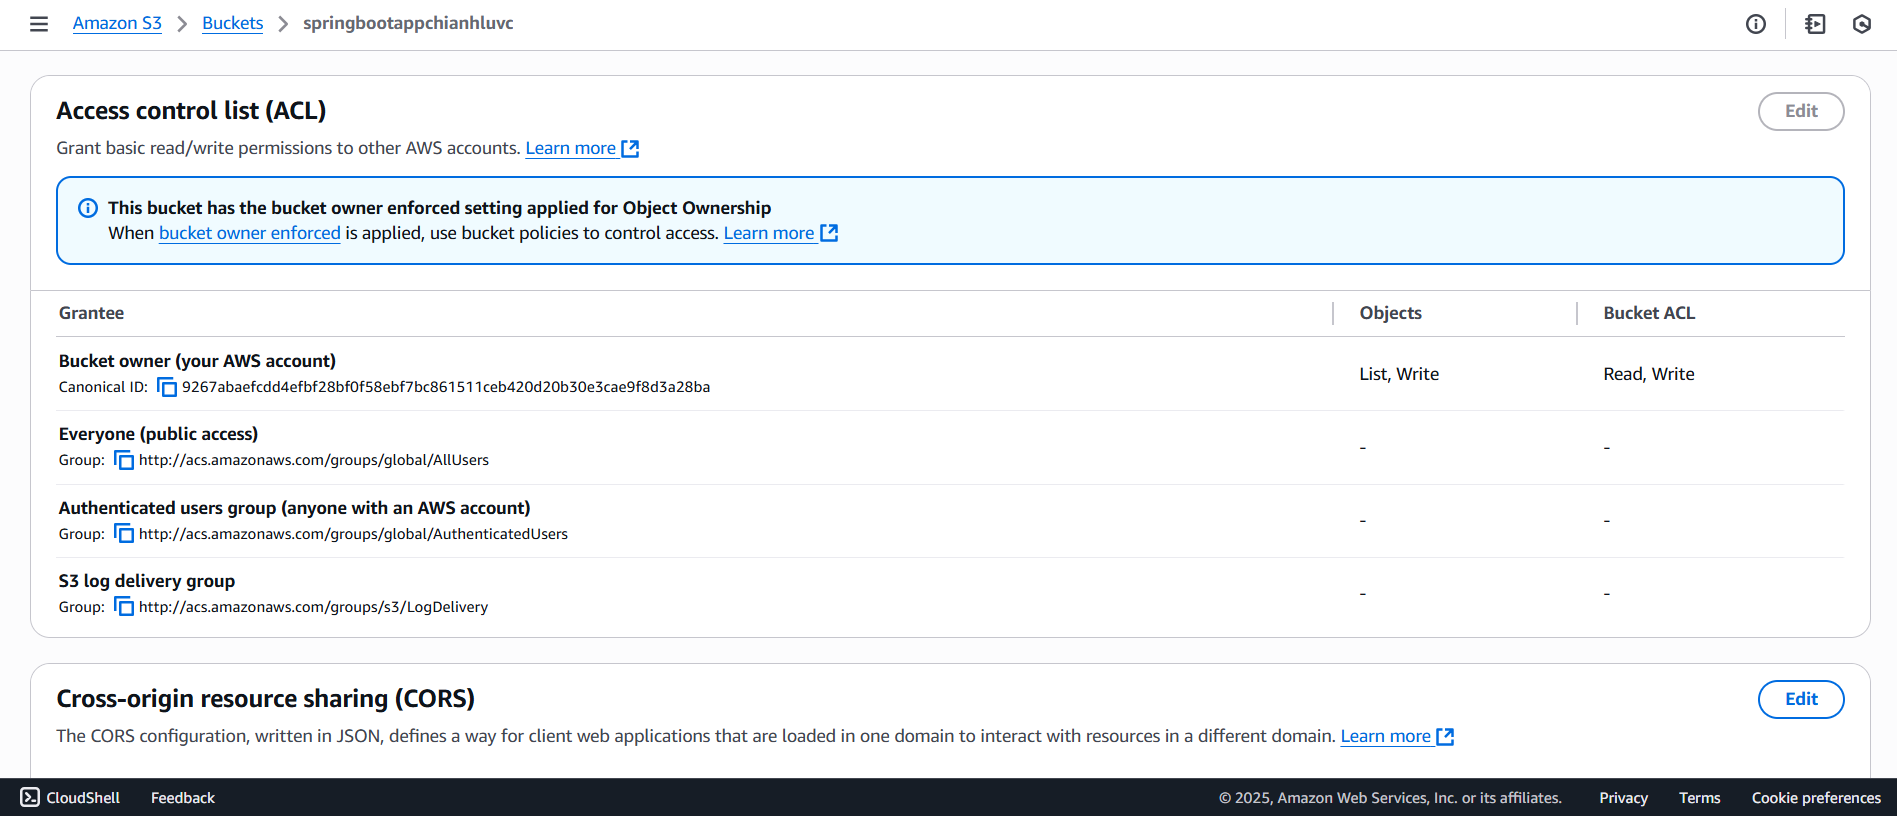 Amazon S3 > Buckets > springbootappchianhluvc
Access control list (ACL)
Edit
Grant basic read/write permissions to other AWS accounts. Learn more
This bucket has the bucket owner enforced setting applied for Object Ownership
When bucket owner enforced is applied, use bucket policies to control access. Learn more
Grantee Objects Bucket ACL
Bucket owner (your AWS account)
Canonical ID: 9267abaefcdd4efbf28bf0f58ebf7bc861511ceb420d20b30e3cae9f8d3a28ba
List, Write Read, Write
Everyone (public access)
Group: http://acs.amazonaws.com/groups/global/AllUsers
- -
Authenticated users group (anyone with an AWS account)
Group: http://acs.amazonaws.com/groups/global/AuthenticatedUsers
- -
S3 log delivery group
Group: http://acs.amazonaws.com/groups/s3/LogDelivery
- -
Cross-origin resource sharing (CORS)
Edit
The CORS configuration, written in JSON, defines a way for client web applications that are loaded in one domain to interact with resources in a different domain. Learn more
CloudShell Feedback © 2025, Amazon Web Services, Inc. or its affiliates. Privacy Terms Cookie preferences